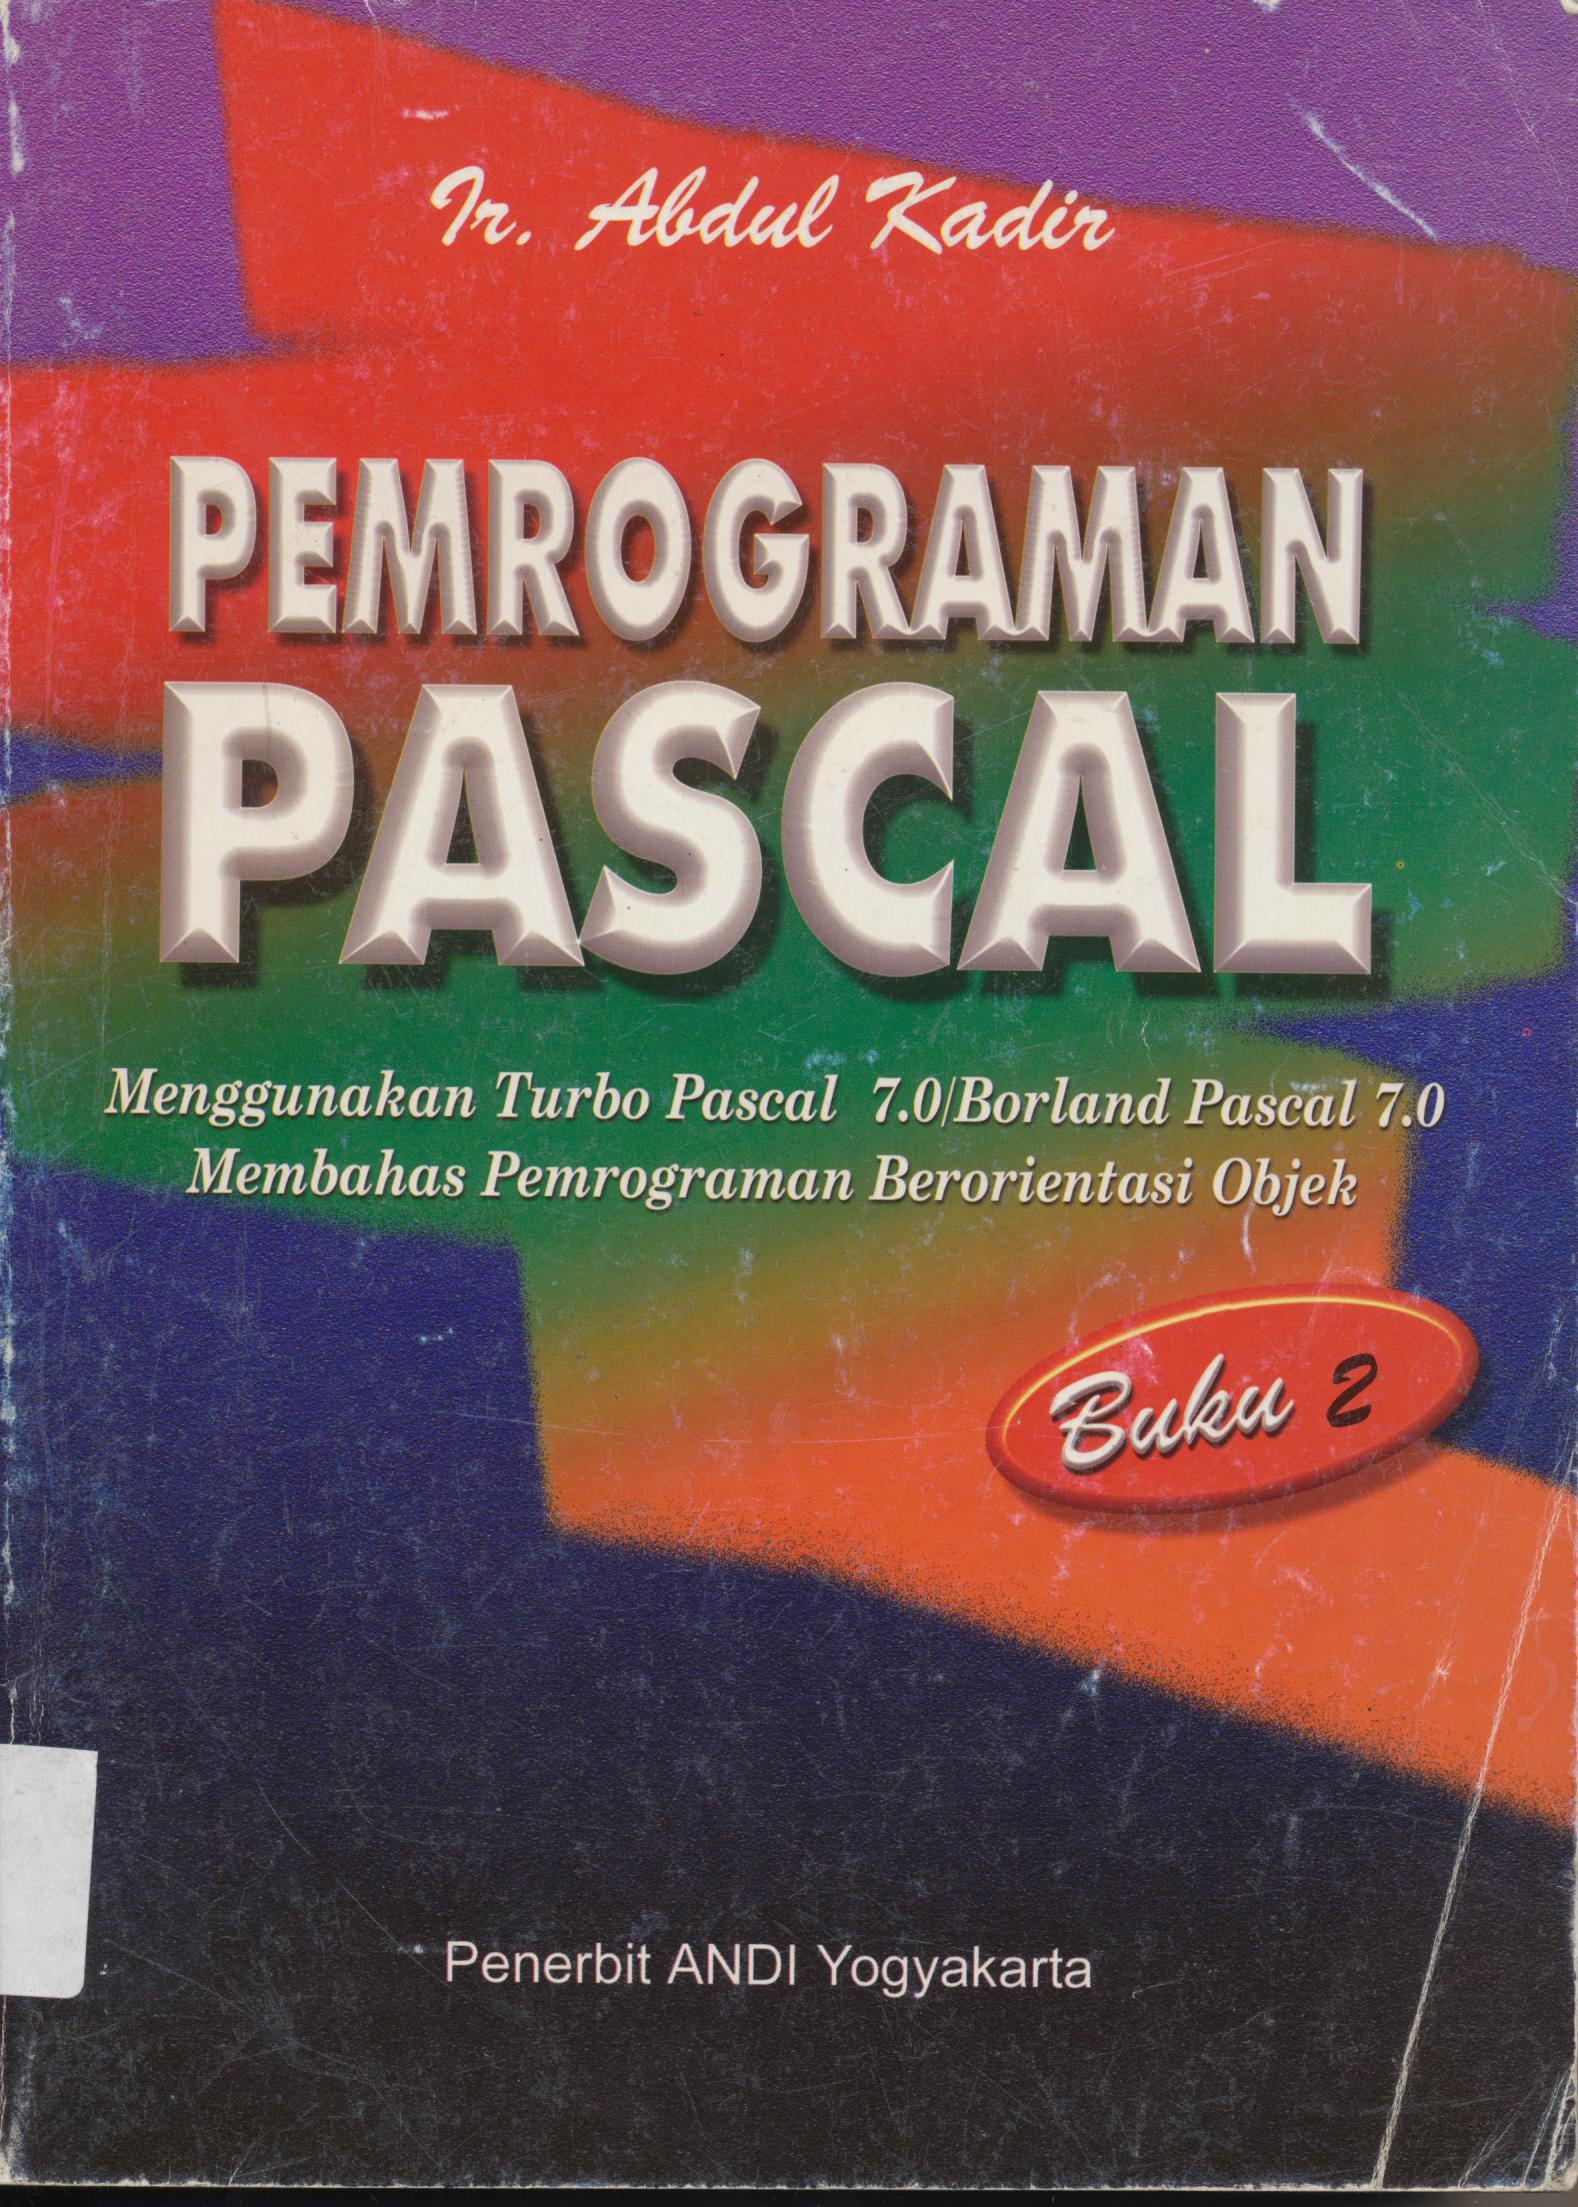 Ir. Abdul Kadir
PEMROGRAMAN
PASCAL
Menggunakan Turbo Pascal 7.0/Borland Pascal 7.0
Membahas Pemrograman Berorientasi Objek
Buku 2
Penerbit ANDI Yogyakarta